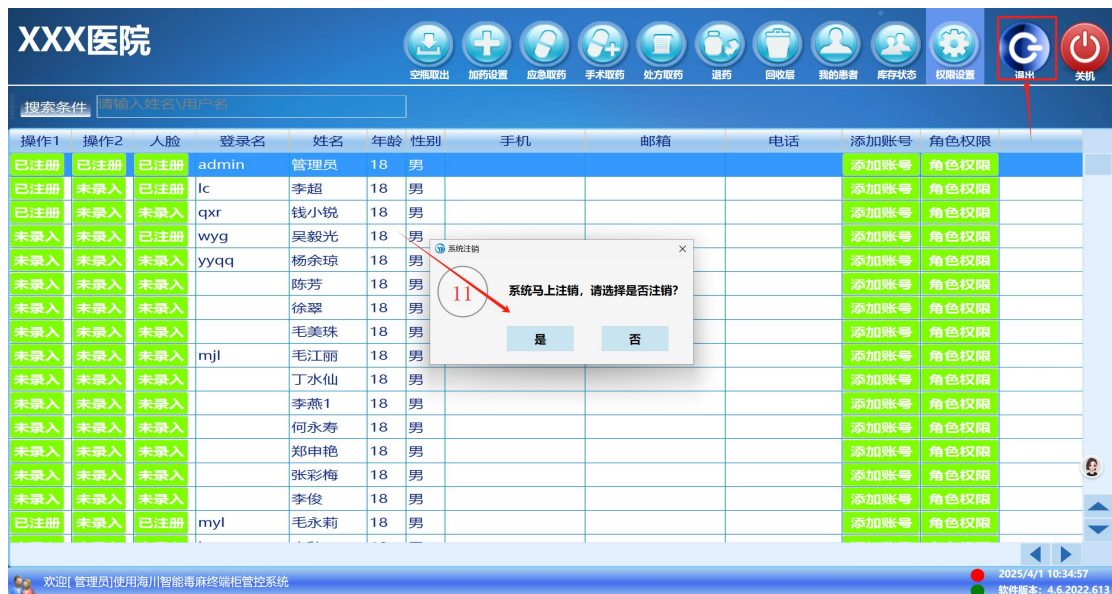 XXX医院
空瓶取出 加药设置 应急取药 手术取药 处方取药 退药 回收屉 我的患者 库存状态 权限设置 退出 关机
搜索条件 请输入姓名\用户名
操作1 操作2 人脸 登录名 姓名 年龄 性别 手机 邮箱 电话 添加账号 角色权限
已注册 已注册 已注册 admin 管理员 18 男 添加账号 角色权限
已注册 未录入 已注册 lc 李超 18 男 添加账号 角色权限
已注册 未录入 未录入 qxr 钱小锐 18 男 添加账号 角色权限
未录入 未录入 已注册 wyg 吴毅光 18 男 添加账号 角色权限
未录入 未录入 未录入 yyqq 杨余琼 18 男 添加账号 角色权限
未录入 未录入 未录入 陈芳 18 男 添加账号 角色权限
未录入 未录入 未录入 徐翠 18 男 添加账号 角色权限
未录入 未录入 未录入 毛美珠 18 男 添加账号 角色权限
未录入 未录入 未录入 mjl 毛江丽 18 男 添加账号 角色权限
未录入 未录入 未录入 丁水仙 18 男 添加账号 角色权限
未录入 未录入 未录入 李燕1 18 男 添加账号 角色权限
未录入 未录入 未录入 何永寿 18 男 添加账号 角色权限
未录入 未录入 未录入 郑申艳 18 男 添加账号 角色权限
未录入 未录入 未录入 张彩梅 18 男 添加账号 角色权限
未录入 未录入 未录入 李俊 18 男 添加账号 角色权限
已注册 未录入 已注册 myl 毛永莉 18 男 添加账号 角色权限
系统注销
11 系统马上注销，请选择是否注销?
是 否
欢迎[ 管理员]使用海川智能毒麻终端柜管控系统
2025/4/1 10:34:57
软件版本：4.6.2022.613